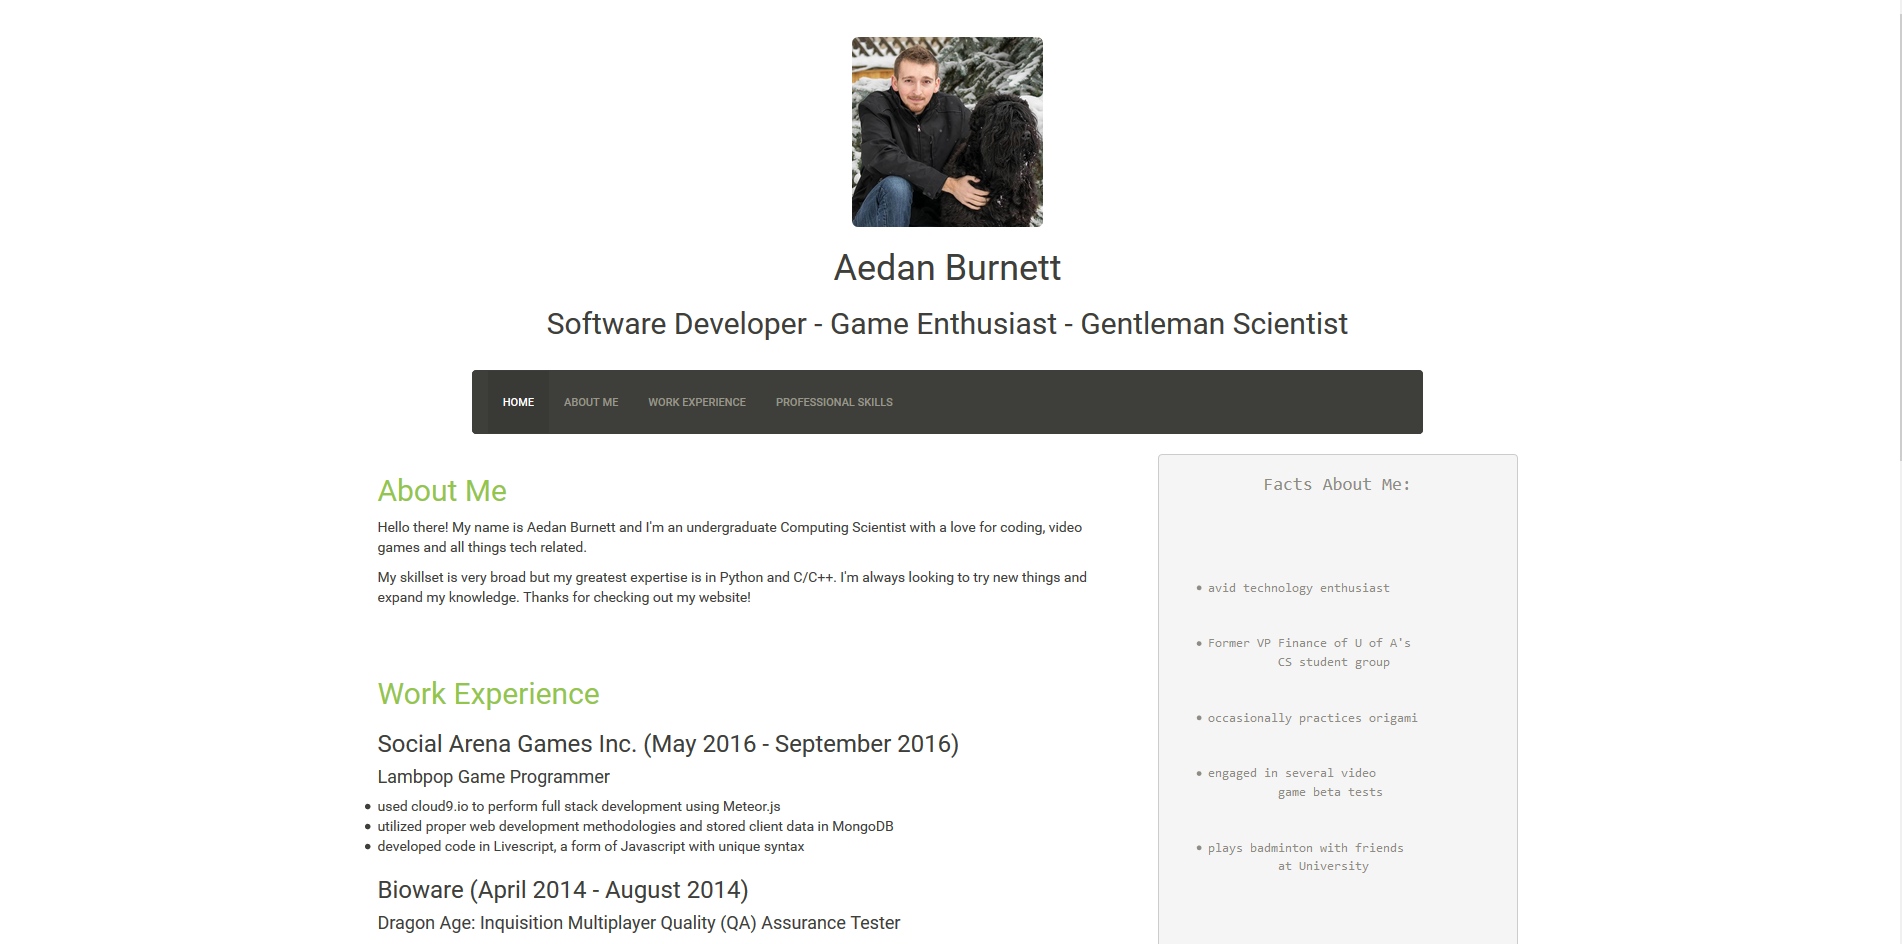 Aedan Burnett
Software Developer - Game Enthusiast - Gentleman Scientist
HOME ABOUT ME WORK EXPERIENCE PROFESSIONAL SKILLS
About Me
Hello there! My name is Aedan Burnett and I'm an undergraduate Computing Scientist with a love for coding, video
games and all things tech related.
My skillset is very broad but my greatest expertise is in Python and C/C++. I'm always looking to try new things and
expand my knowledge. Thanks for checking out my website!
Work Experience
Social Arena Games Inc. (May 2016 - September 2016)
Lambpop Game Programmer
• used cloud9.io to perform full stack development using Meteor.js
• utilized proper web development methodologies and stored client data in MongoDB
• developed code in Livescript, a form of Javascript with unique syntax
Bioware (April 2014 - August 2014)
Dragon Age: Inquisition Multiplayer Quality (QA) Assurance Tester
Facts About Me:
• avid technology enthusiast
• Former VP Finance of U of A's
CS student group
• occasionally practices origami
• engaged in several video
game beta tests
• plays badminton with friends
at University